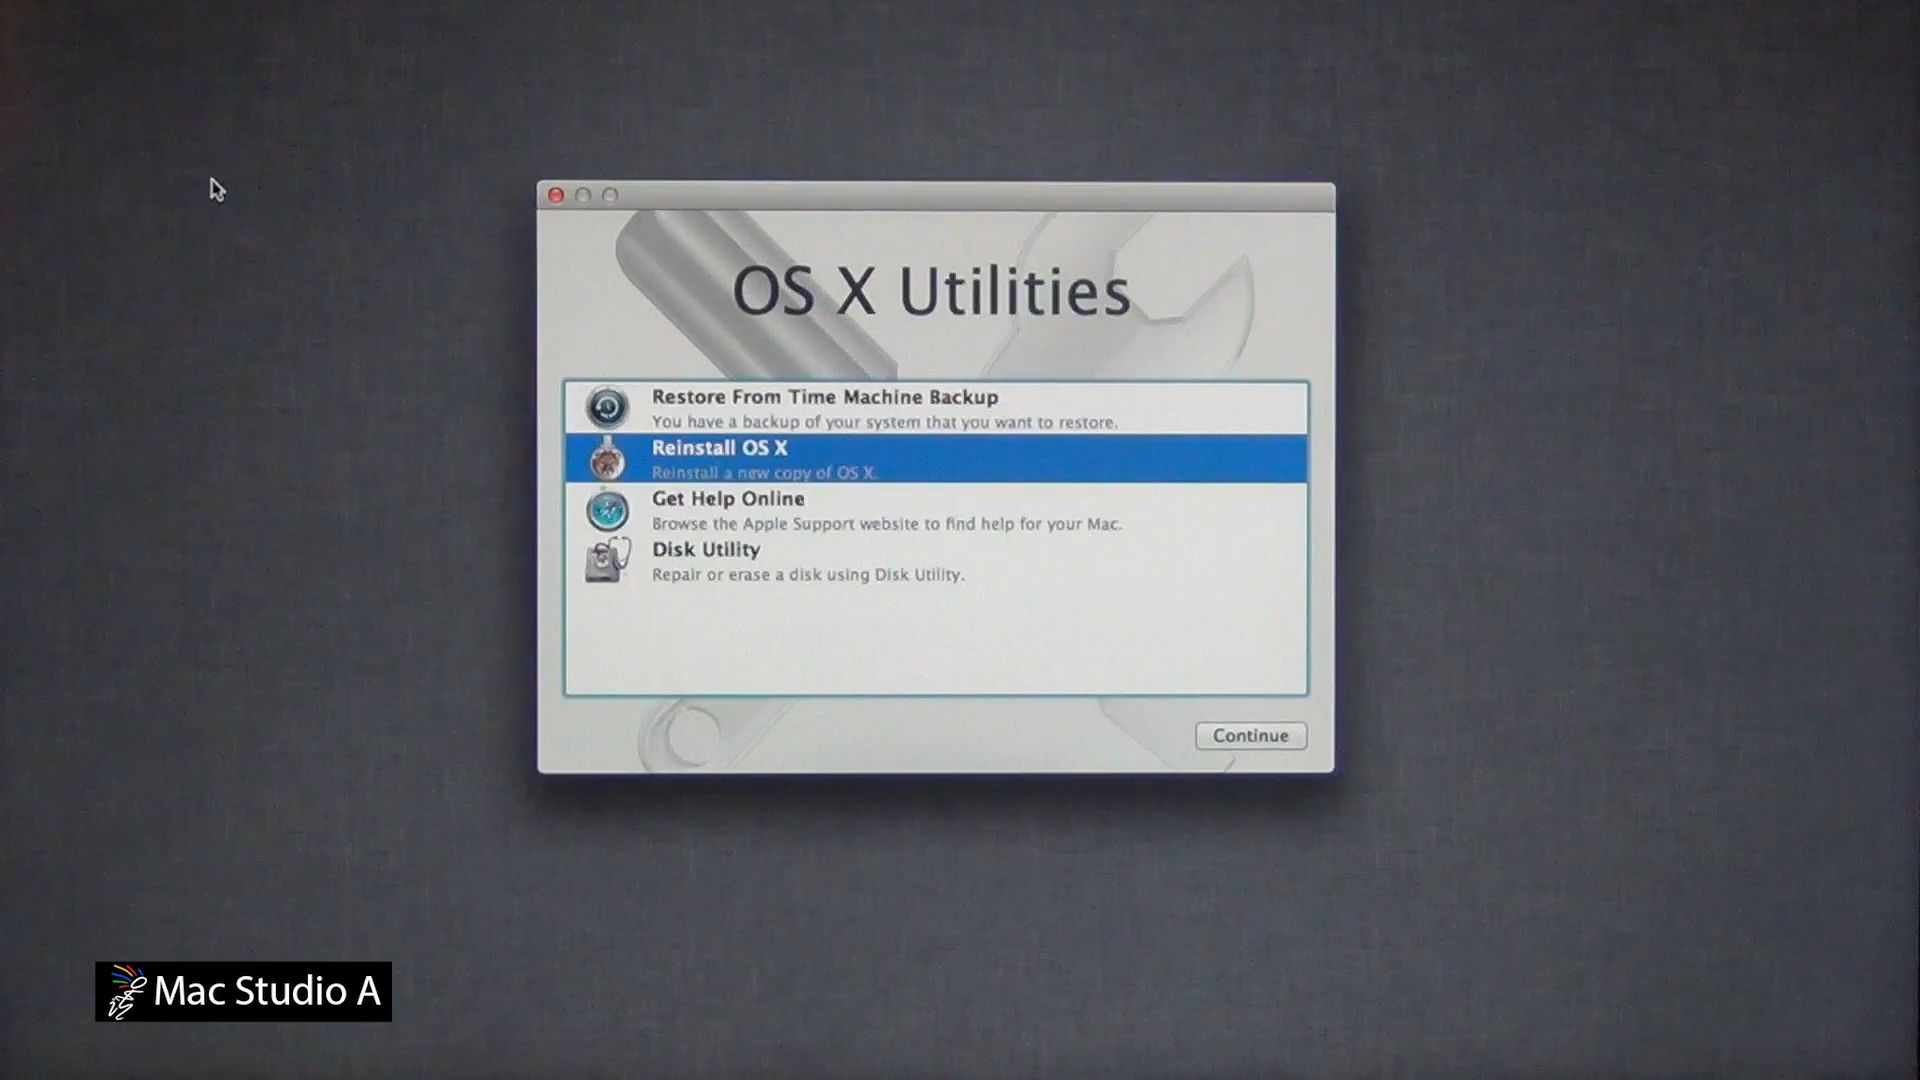 OS X Utilities
Restore From Time Machine Backup
You have a backup of your system that you want to restore.
Reinstall OS X
Reinstall a new copy of OS X.
Get Help Online
Browse the Apple Support website to find help for your Mac.
Disk Utility
Repair or erase a disk using Disk Utility.
Continue
Mac Studio A